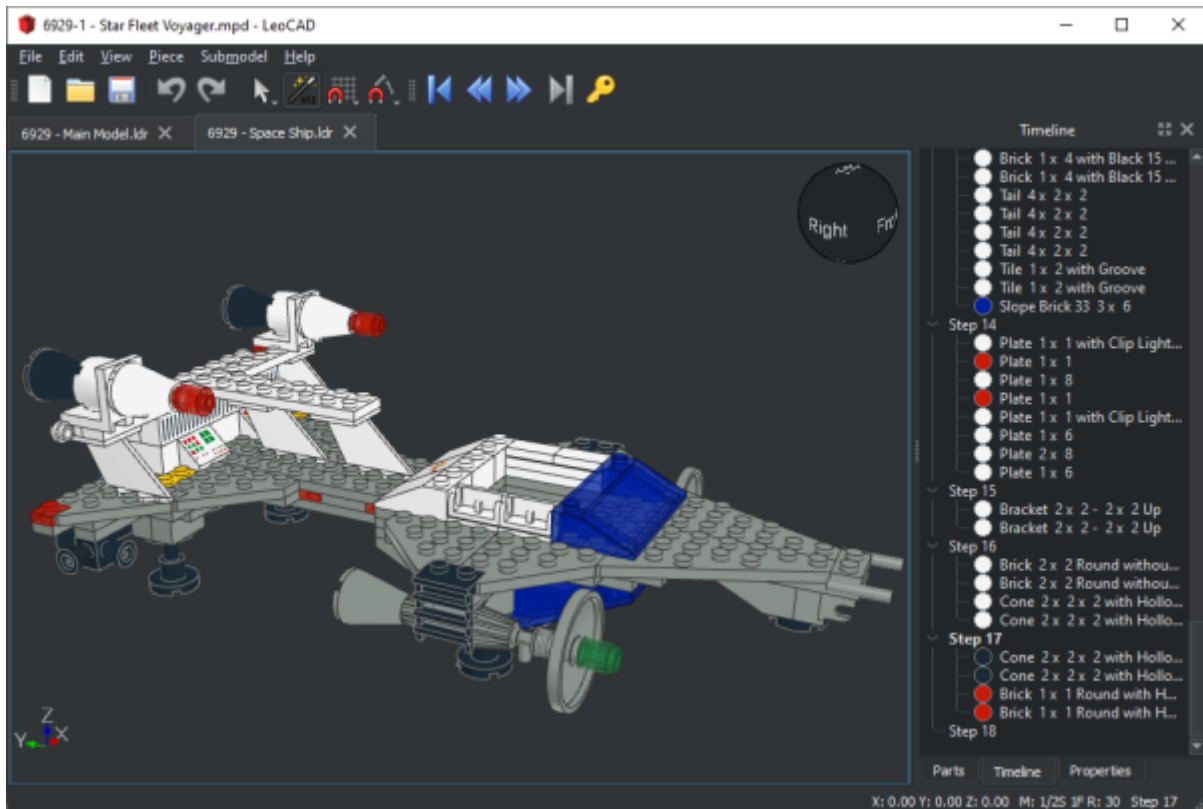 6929-1 - Star Fleet Voyager.mpd - LeoCAD
File Edit View Piece Submodel Help
6929 - Main Model.ldr
6929 - Space Ship.ldr
Timeline
Right
Brick 1 x 4 with Black 15 ...
Brick 1 x 4 with Black 15 ...
Tail 4 x 2 x 2
Tail 4 x 2 x 2
Tail 4 x 2 x 2
Tail 4 x 2 x 2
Tile 1 x 2 with Groove
Tile 1 x 2 with Groove
Slope Brick 33 3 x 6
Step 14
Plate 1 x 1 with Clip Light...
Plate 1 x 1
Plate 1 x 8
Plate 1 x 1
Plate 1 x 1 with Clip Light...
Plate 1 x 6
Plate 2 x 8
Plate 1 x 6
Step 15
Bracket 2 x 2 - 2 x 2 Up
Bracket 2 x 2 - 2 x 2 Up
Step 16
Brick 2 x 2 Round withou...
Brick 2 x 2 Round withou...
Cone 2 x 2 x 2 with Hollo...
Cone 2 x 2 x 2 with Hollo...
Step 17
Cone 2 x 2 x 2 with Hollo...
Cone 2 x 2 x 2 with Hollo...
Brick 1 x 1 Round with H...
Brick 1 x 1 Round with H...
Step 18
Z
Y X
Parts Timeline Properties
X: 0.00 Y: 0.00 Z: 0.00 M: 1/2S 1F R: 30 Step 17